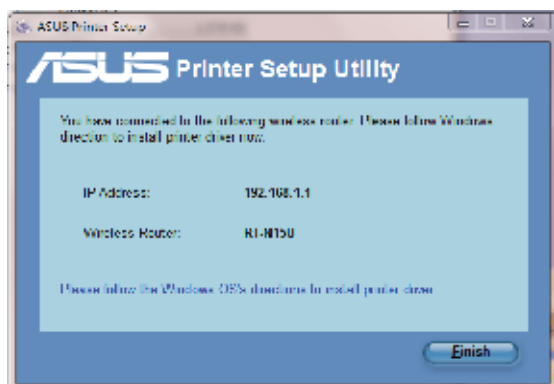 ASUS Printer Setup
ASUS Printer Setup Utility
You have connected to the following wireless router. Please follow Windows
direction to install printer driver now.
IP Address: 192.168.1.1
Wireless Router:
Please follow the Windows OS's directions to install printer driver
Finish